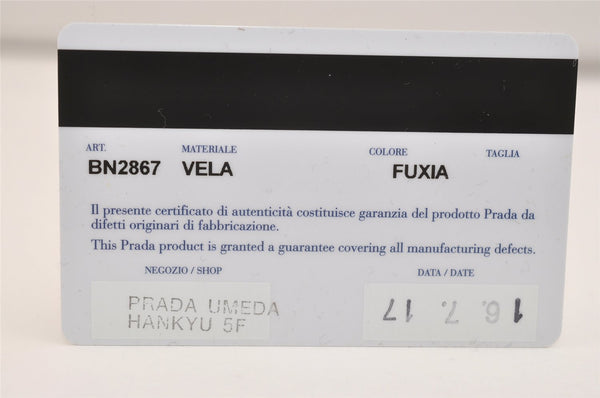 ART. MATERIALE COLORE TAGLIA
BN2867 VELA FUXIA
Il presente certificato di autenticità costituisce garanzia del prodotto Prada da
difetti originari di fabbricazione.
This Prada product is granted a guarantee covering all manufacturing defects.
NEGOZIO / SHOP DATA / DATE
PRADA UMEDA
HANKYU 5F
16. 7. 17